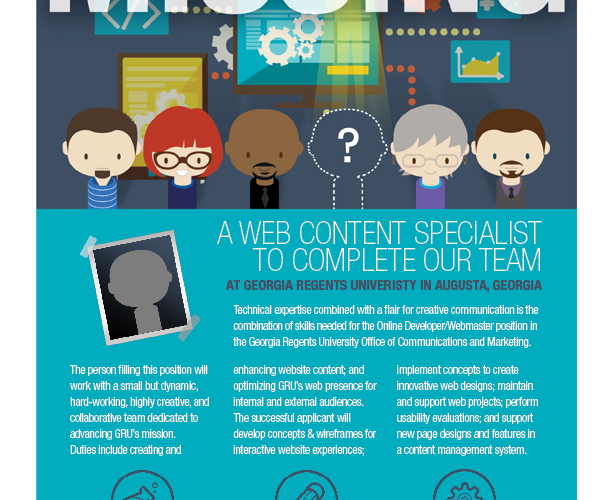 MISSING
?
A WEB CONTENT SPECIALIST
TO COMPLETE OUR TEAM
AT GEORGIA REGENTS UNIVERISTY IN AUGUSTA, GEORGIA
Technical expertise combined with a flair for creative communication is the
combination of skills needed for the Online Developer/Webmaster position in
the Georgia Regents University Office of Communications and Marketing.
The person filling this position will
work with a small but dynamic,
hard-working, highly creative, and
collaborative team dedicated to
advancing GRU's mission.
Duties include creating and
enhancing website content; and
optimizing GRU's web presence for
internal and external audiences.
The successful applicant will
develop concepts & wireframes for
interactive website experiences;
implement concepts to create
innovative web designs; maintain
and support web projects; perform
usability evaluations; and support
new page designs and features in
a content management system.